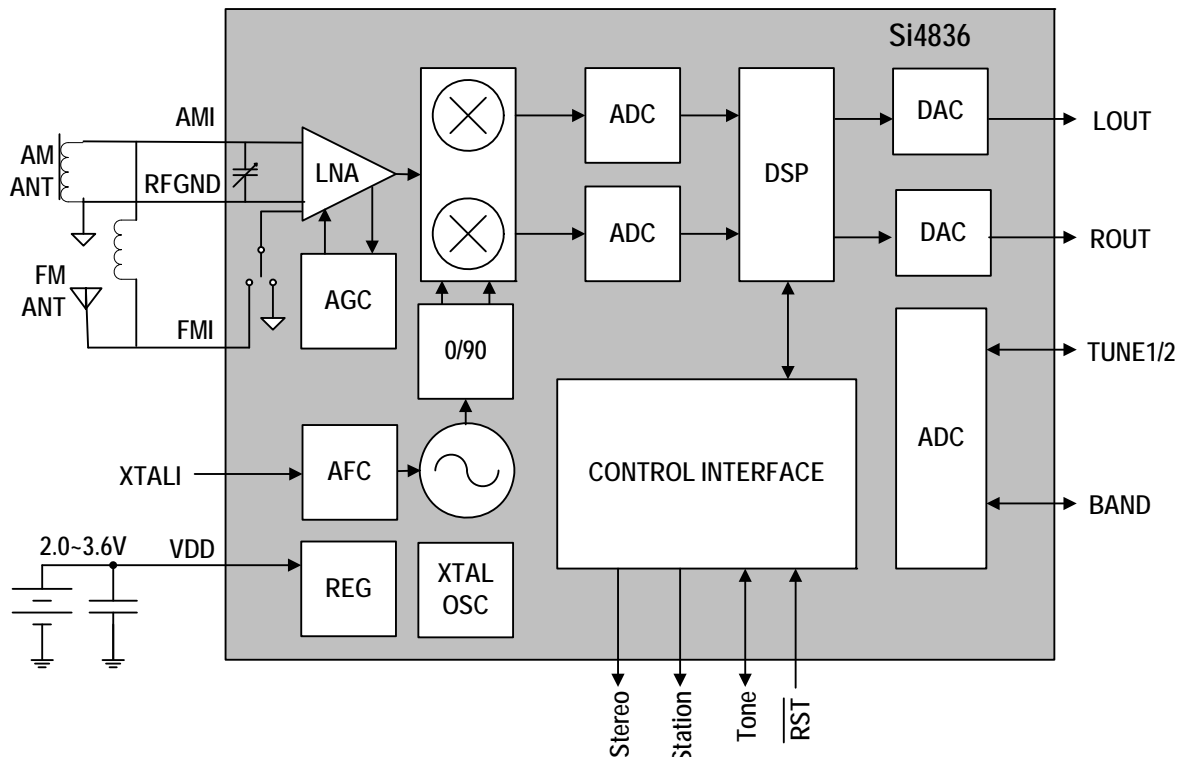 Si4836
AMI
AM
ANT
RFGND
LNA
ADC
DSP
DAC
LOUT
ADC
DAC
ROUT
FM
ANT
FMI
AGC
0/90
TUNE1/2
ADC
XTALI
AFC
CONTROL INTERFACE
BAND
2.0~3.6V
VDD
REG
XTAL
OSC
Stereo
Station
Tone
RST